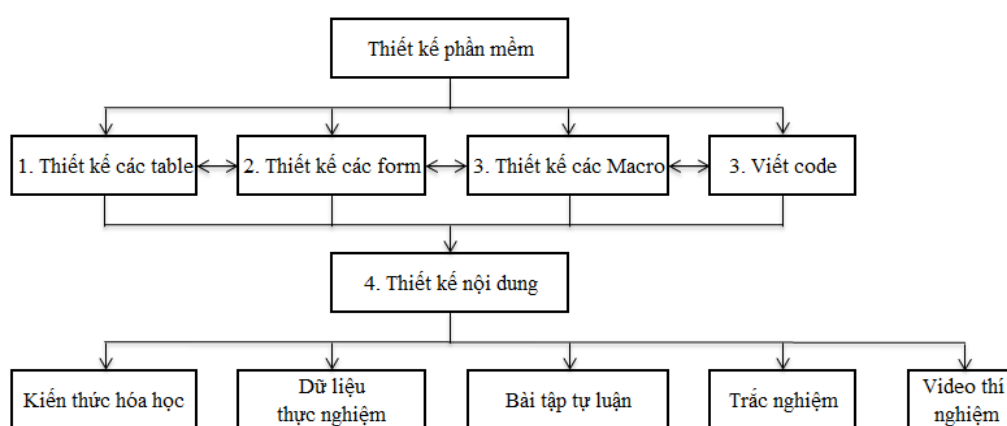 Thiết kế phần mềm
1. Thiết kế các table
2. Thiết kế các form
3. Thiết kế các Macro
3. Viết code
4. Thiết kế nội dung
Kiến thức hóa học
Dữ liệu
thực nghiệm
Bài tập tự luận
Trắc nghiệm
Video thí
nghiệm